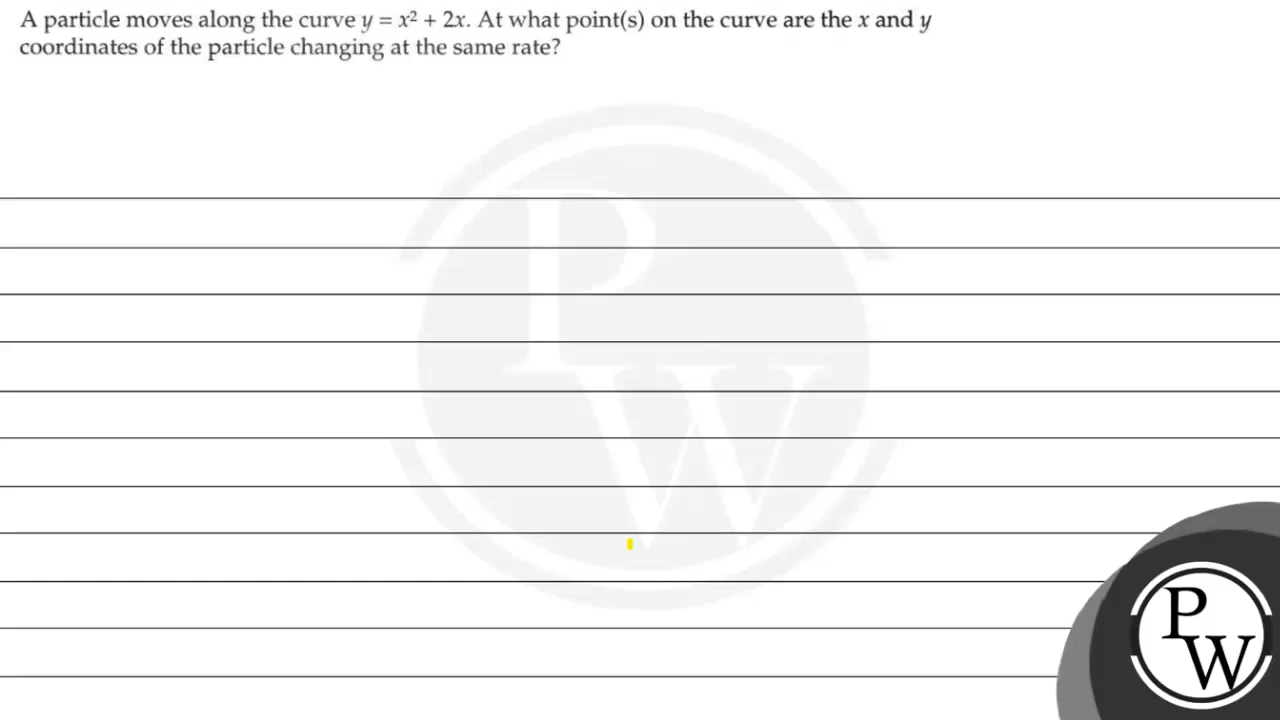 A particle moves along the curve y = x² + 2x. At what point(s) on the curve are the x and y
coordinates of the particle changing at the same rate?
P
W
P
W